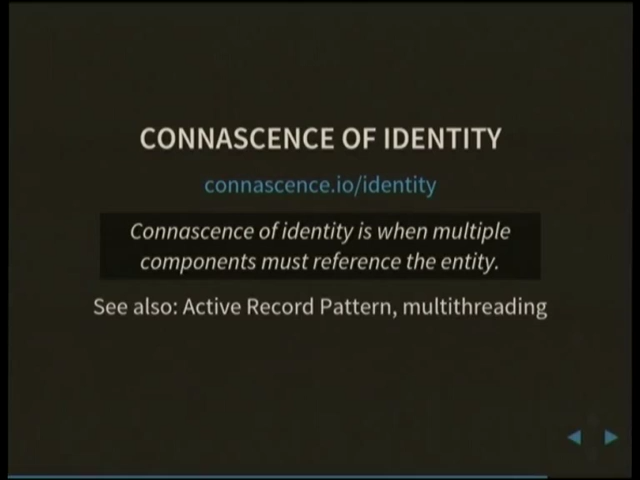 CONNASCENCE OF IDENTITY
connascence.io/identity
Connascence of identity is when multiple
components must reference the entity.
See also: Active Record Pattern, multithreading